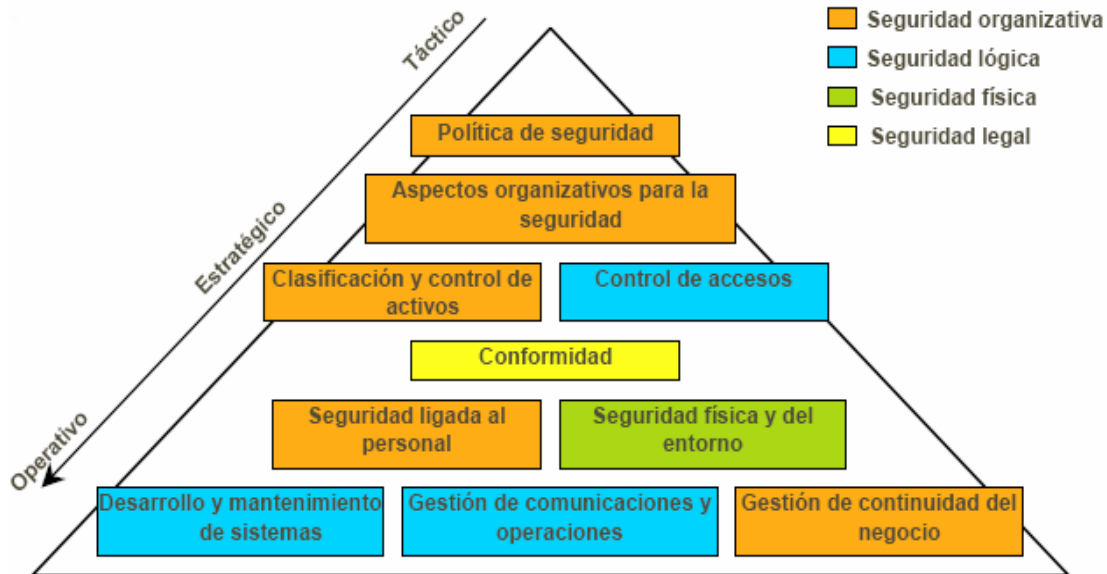 Táctico
Estratégico
Operativo
Seguridad organizativa
Seguridad lógica
Seguridad física
Seguridad legal
Política de seguridad
Aspectos organizativos para la
seguridad
Clasificación y control de
activos
Control de accesos
Conformidad
Seguridad ligada al
personal
Seguridad física y del
entorno
Desarrollo y mantenimiento
de sistemas
Gestión de comunicaciones y
operaciones
Gestión de continuidad del
negocio